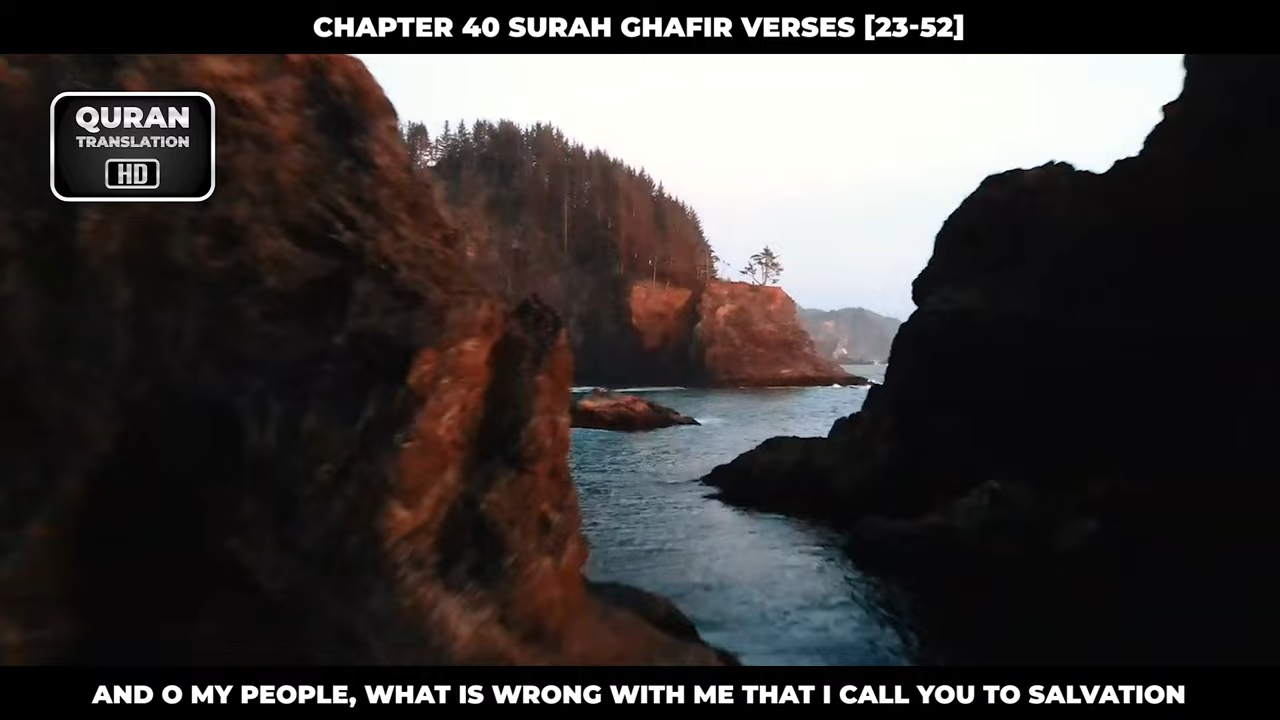 CHAPTER 40 SURAH GHAFIR VERSES [23-52]
QURAN
TRANSLATION
HD
AND O MY PEOPLE, WHAT IS WRONG WITH ME THAT I CALL YOU TO SALVATION